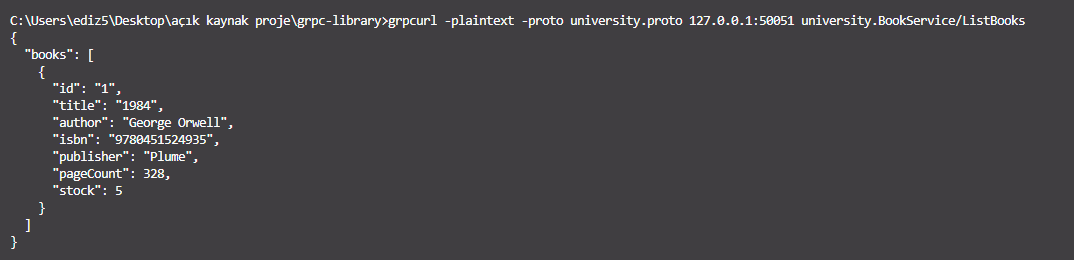 C:\Users\ediz5\Desktop\açık kaynak proje\grpc-library>grpcurl -plaintext -proto university.proto 127.0.0.1:50051 university.BookService/ListBooks
{
  "books": [
    {
      "id": "1",
      "title": "1984",
      "author": "George Orwell",
      "isbn": "9780451524935",
      "publisher": "Plume",
      "pageCount": 328,
      "stock": 5
    }
  ]
}